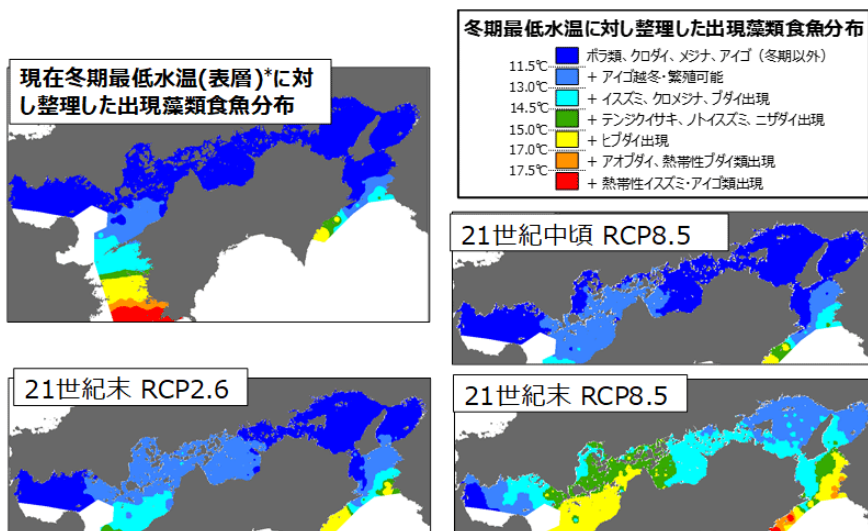 現在冬期最低水温(表層)*に対
し整理した出現藻類食魚分布
冬期最低水温に対し整理した出現藻類食魚分布
ボラ類、クロダイ、メジナ、アイゴ（冬期以外）
11.5℃
+ アイゴ越冬・繁殖可能
13.0℃
+ イスズミ、クロメジナ、ブダイ出現
14.5℃
+ テンジクイサキ、ノトイスズミ、ニザダイ出現
15.0℃
+ ヒブダイ出現
17.0℃
+ アオブダイ、熱帯性ブダイ類出現
17.5℃
+ 熱帯性イスズミ・アイゴ類出現
21世紀中頃 RCP8.5
21世紀末 RCP2.6
21世紀末 RCP8.5